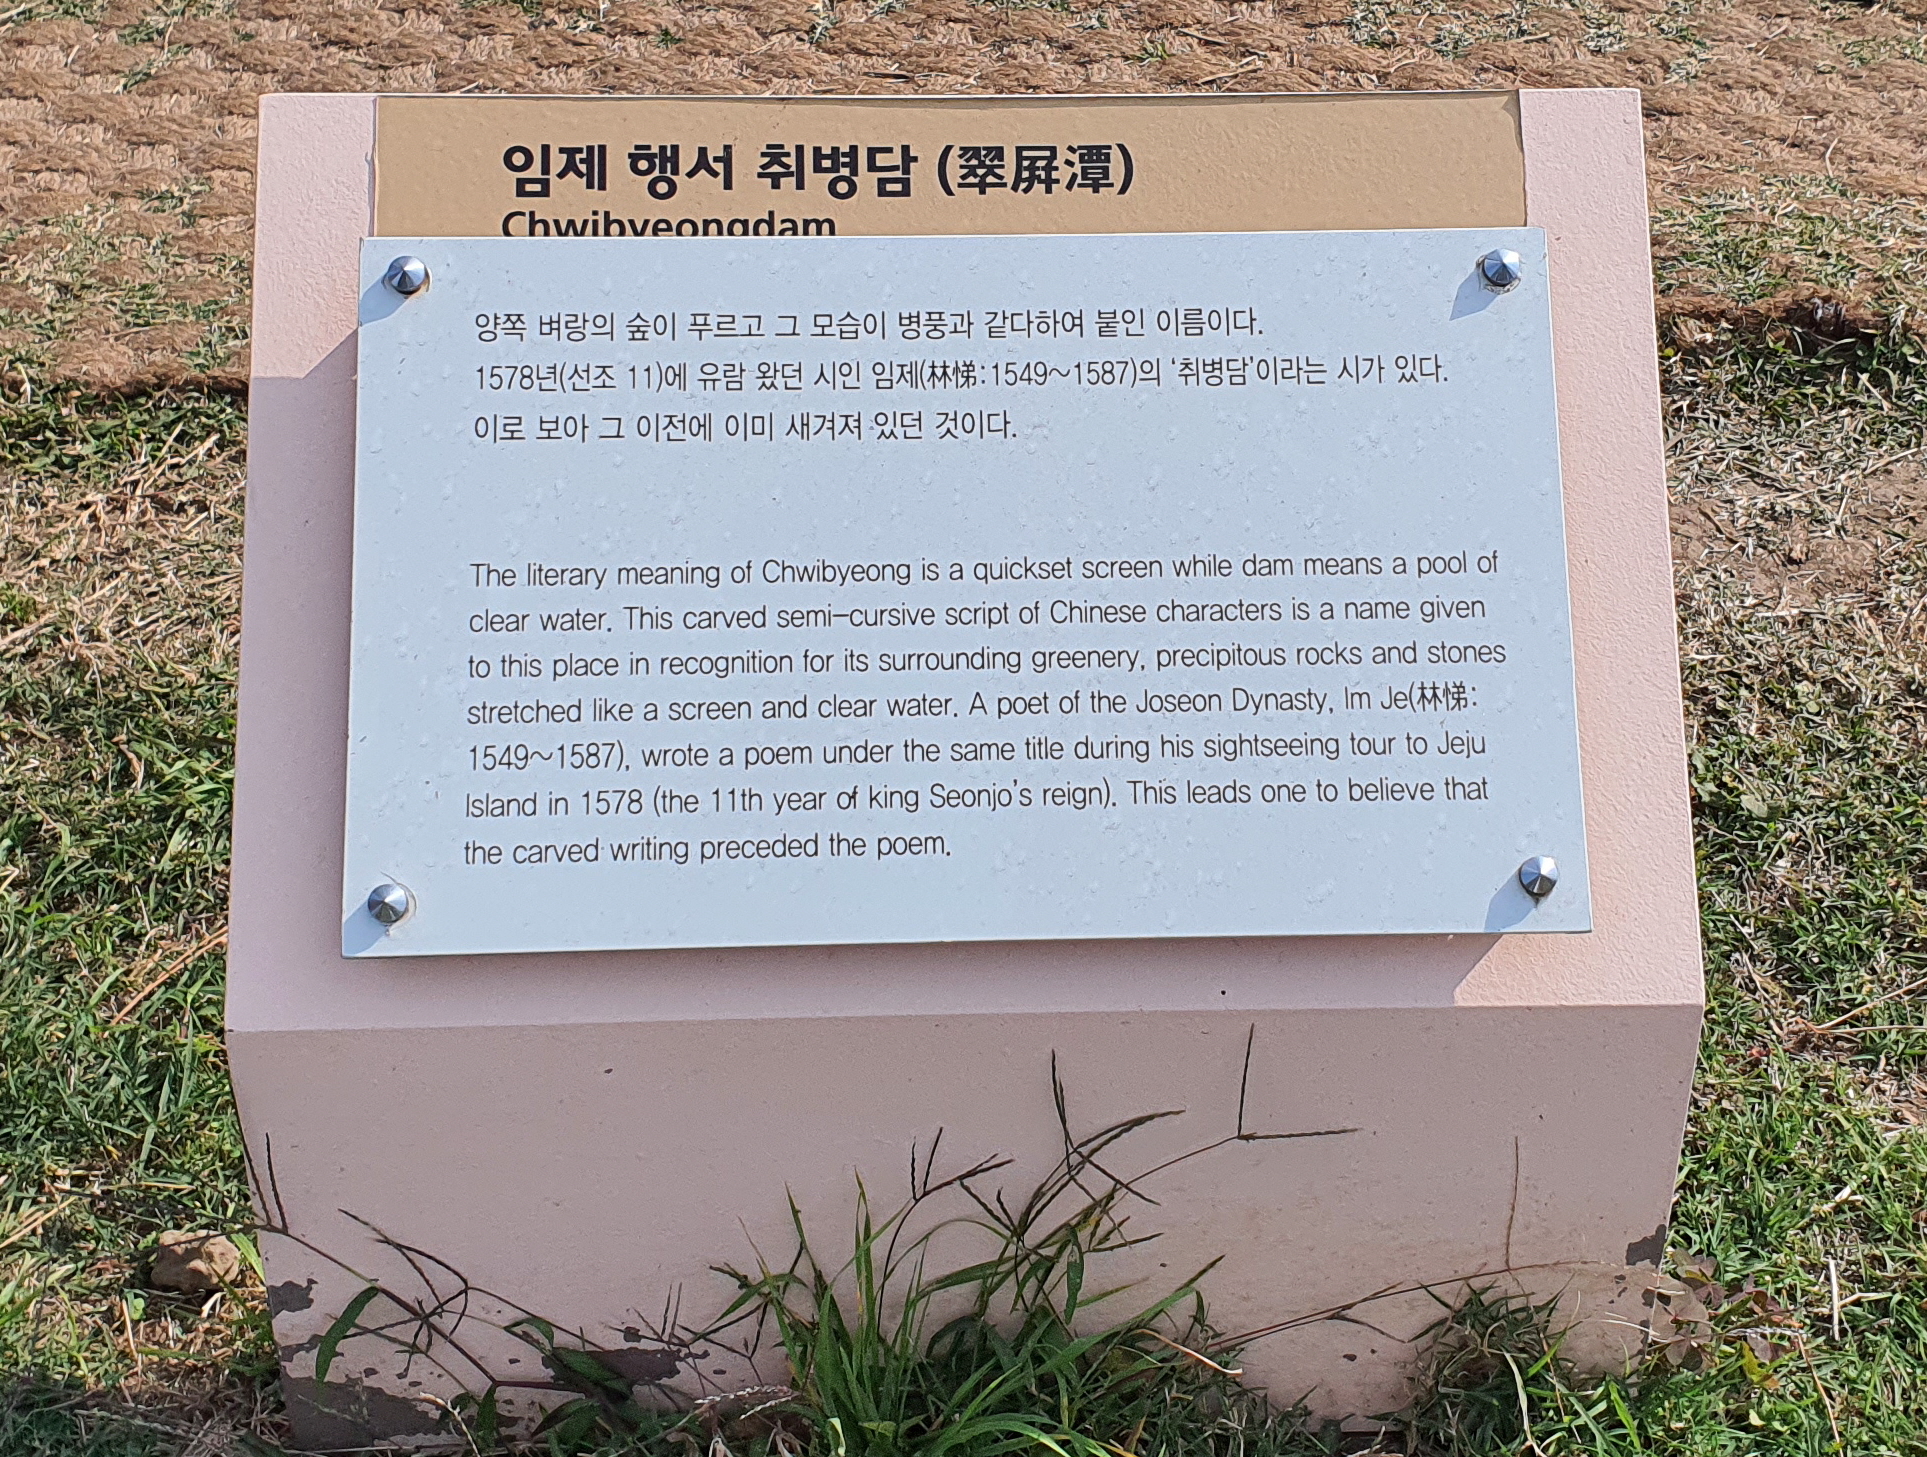 임제 행서 취병담 (翠屛潭)
Chwibyeongdam
양쪽 벼랑의 숲이 푸르고 그 모습이 병풍과 같다하여 붙인 이름이다.
1578년(선조 11)에 유람 왔던 시인 임제(林悌:1549～1587)의 ‘취병담’이라는 시가 있다.
이로 보아 그 이전에 이미 새겨져 있던 것이다.
The literary meaning of Chwibyeong is a quickset screen while dam means a pool of
clear water. This carved semi-cursive script of Chinese characters is a name given
to this place in recognition for its surrounding greenery, precipitous rocks and stones
stretched like a screen and clear water. A poet of the Joseon Dynasty, Im Je(林悌:
1549～1587), wrote a poem under the same title during his sightseeing tour to Jeju
Island in 1578 (the 11th year of king Seonjo's reign). This leads one to believe that
the carved writing preceded the poem.